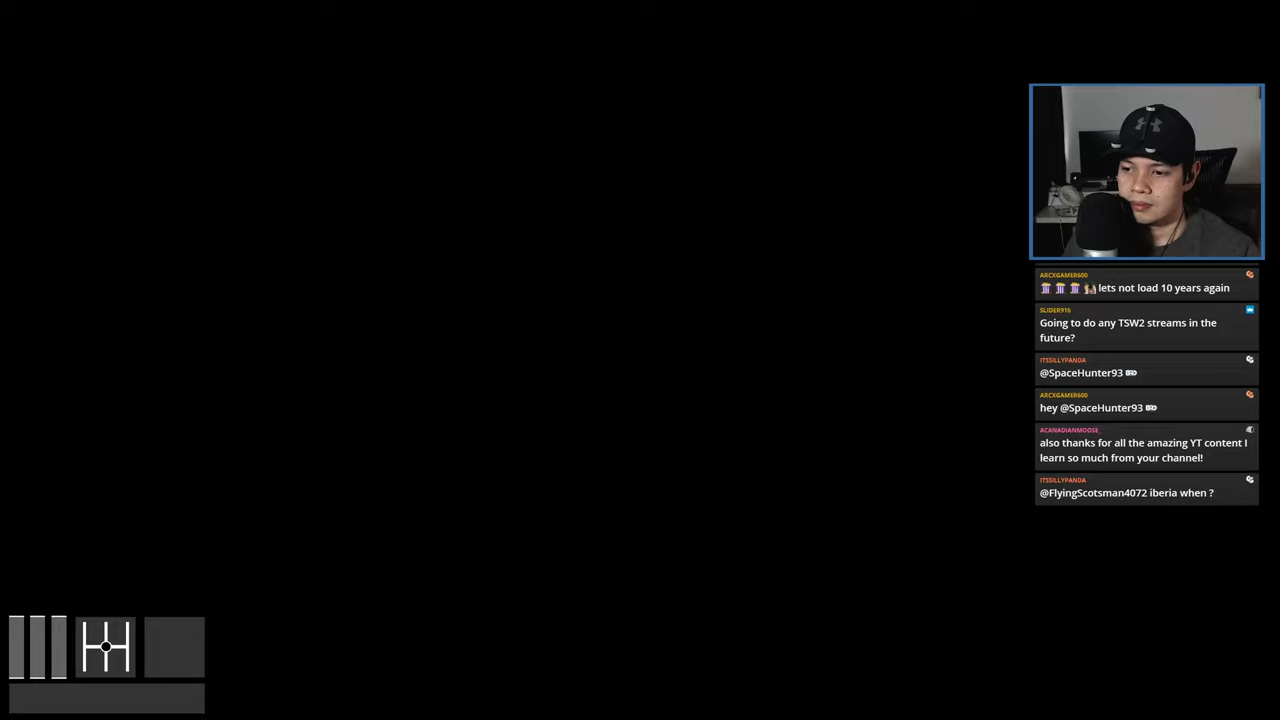 ARCXGAMER600
lets not load 10 years again
SLIDER916
Going to do any TSW2 streams in the
future?
ITSSILLYPANDA
@SpaceHunter93
ARCXGAMER600
hey @SpaceHunter93
ACANADIANMOOSE_
also thanks for all the amazing YT content I
learn so much from your channel!
ITSSILLYPANDA
@FlyingScotsman4072 iberia when ?